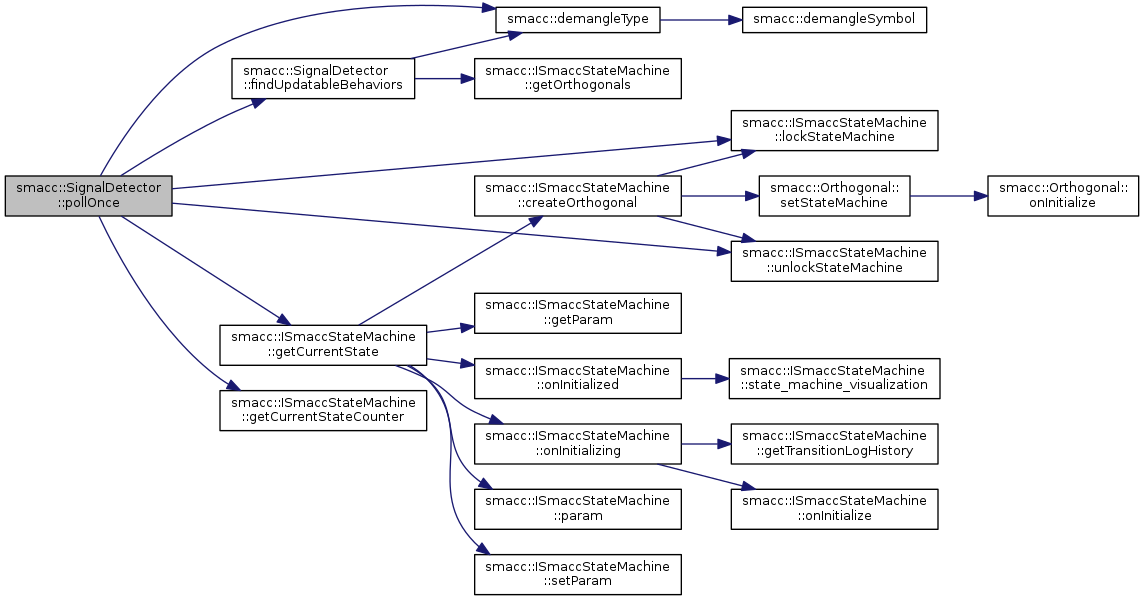 smacc::demangleType
smacc::demangleSymbol
smacc::SignalDetector
::findUpdatableBehaviors
smacc::ISmaccStateMachine
::getOrthogonals
smacc::ISmaccStateMachine
::lockStateMachine
smacc::SignalDetector
::pollOnce
smacc::ISmaccStateMachine
::createOrthogonal
smacc::Orthogonal::
setStateMachine
smacc::Orthogonal::
onInitialize
smacc::ISmaccStateMachine
::unlockStateMachine
smacc::ISmaccStateMachine
::getParam
smacc::ISmaccStateMachine
::getCurrentState
smacc::ISmaccStateMachine
::onInitialized
smacc::ISmaccStateMachine
::state_machine_visualization
smacc::ISmaccStateMachine
::getCurrentStateCounter
smacc::ISmaccStateMachine
::onInitializing
smacc::ISmaccStateMachine
::getTransitionLogHistory
smacc::ISmaccStateMachine
::param
smacc::ISmaccStateMachine
::onInitialize
smacc::ISmaccStateMachine
::setParam